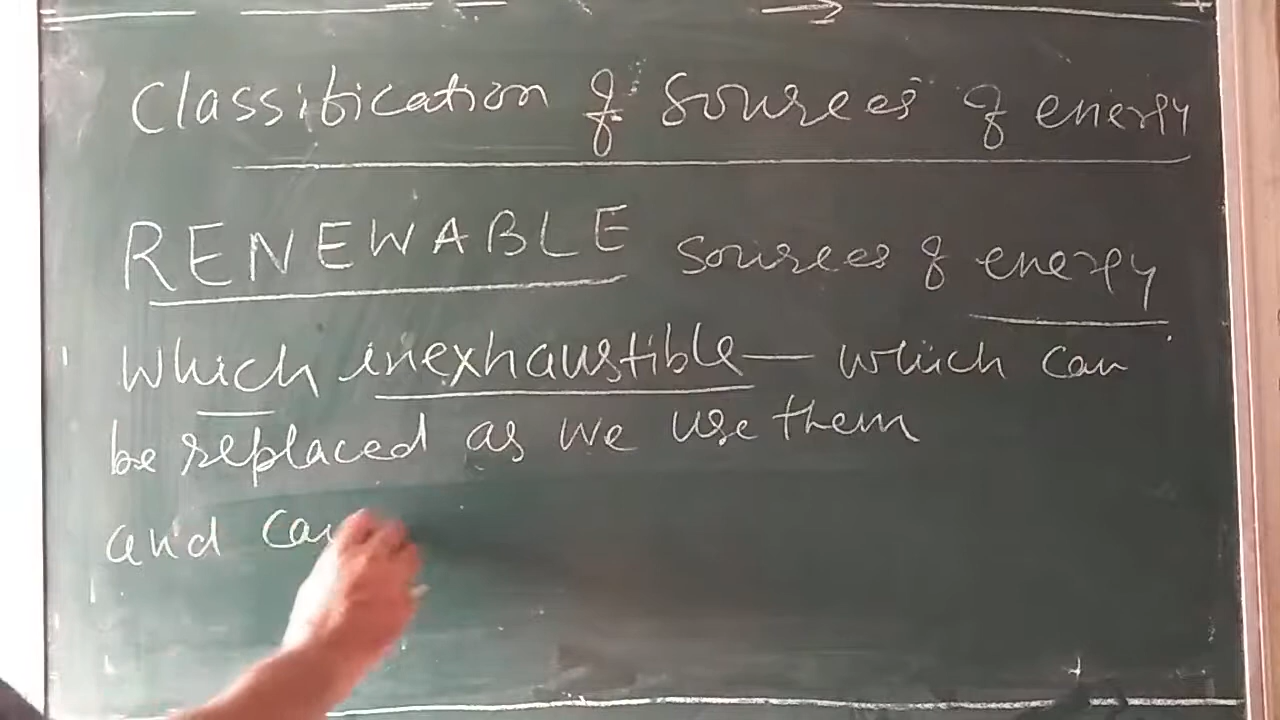 Classification of Sources of energy
RENEWABLE sources of energy
Which inexhaustible — which can
be replaced as we use them
and